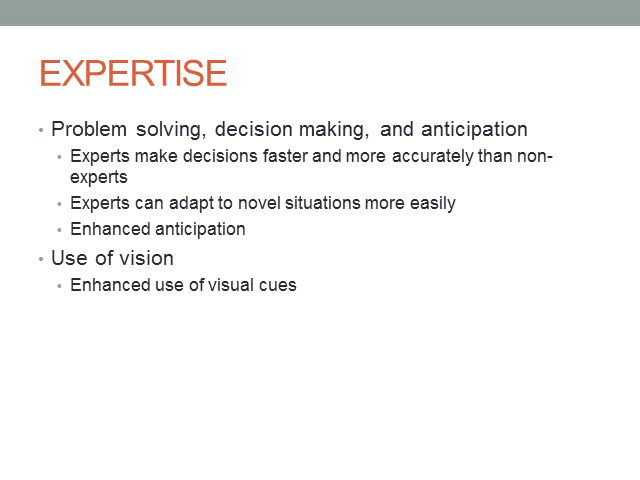 EXPERTISE
• Problem solving, decision making, and anticipation
• Experts make decisions faster and more accurately than non-
experts
• Experts can adapt to novel situations more easily
• Enhanced anticipation
• Use of vision
• Enhanced use of visual cues